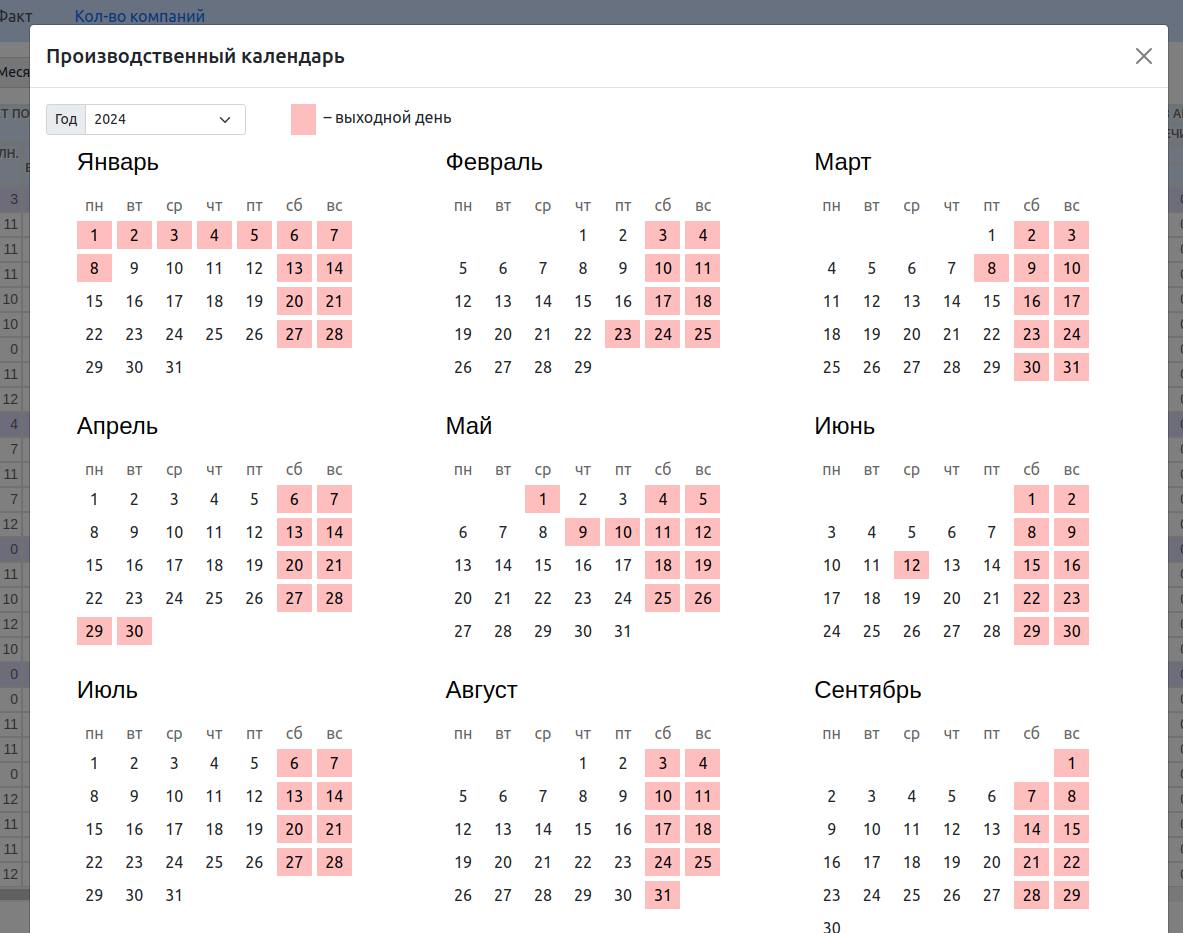 Факт Кол-во компаний
Производственный календарь
Год 2024 – выходной день
Январь Февраль Март
пн вт ср чт пт сб вс пн вт ср чт пт сб вс пн вт ср чт пт сб вс
1 2 3 4 5 6 7 1 2 3 4 1 2 3
8 9 10 11 12 13 14 5 6 7 8 9 10 11 4 5 6 7 8 9 10
15 16 17 18 19 20 21 12 13 14 15 16 17 18 11 12 13 14 15 16 17
22 23 24 25 26 27 28 19 20 21 22 23 24 25 18 19 20 21 22 23 24
29 30 31 26 27 28 29 25 26 27 28 29 30 31
Апрель Май Июнь
пн вт ср чт пт сб вс пн вт ср чт пт сб вс пн вт ср чт пт сб вс
1 2 3 4 5 6 7 1 2 3 4 5 1 2
8 9 10 11 12 13 14 6 7 8 9 10 11 12 3 4 5 6 7 8 9
15 16 17 18 19 20 21 13 14 15 16 17 18 19 10 11 12 13 14 15 16
22 23 24 25 26 27 28 20 21 22 23 24 25 26 17 18 19 20 21 22 23
29 30 27 28 29 30 31 24 25 26 27 28 29 30
Июль Август Сентябрь
пн вт ср чт пт сб вс пн вт ср чт пт сб вс пн вт ср чт пт сб вс
1 2 3 4 5 6 7 1 2 3 4 1
8 9 10 11 12 13 14 5 6 7 8 9 10 11 2 3 4 5 6 7 8
15 16 17 18 19 20 21 12 13 14 15 16 17 18 9 10 11 12 13 14 15
22 23 24 25 26 27 28 19 20 21 22 23 24 25 16 17 18 19 20 21 22
29 30 31 26 27 28 29 30 31 23 24 25 26 27 28 29
30